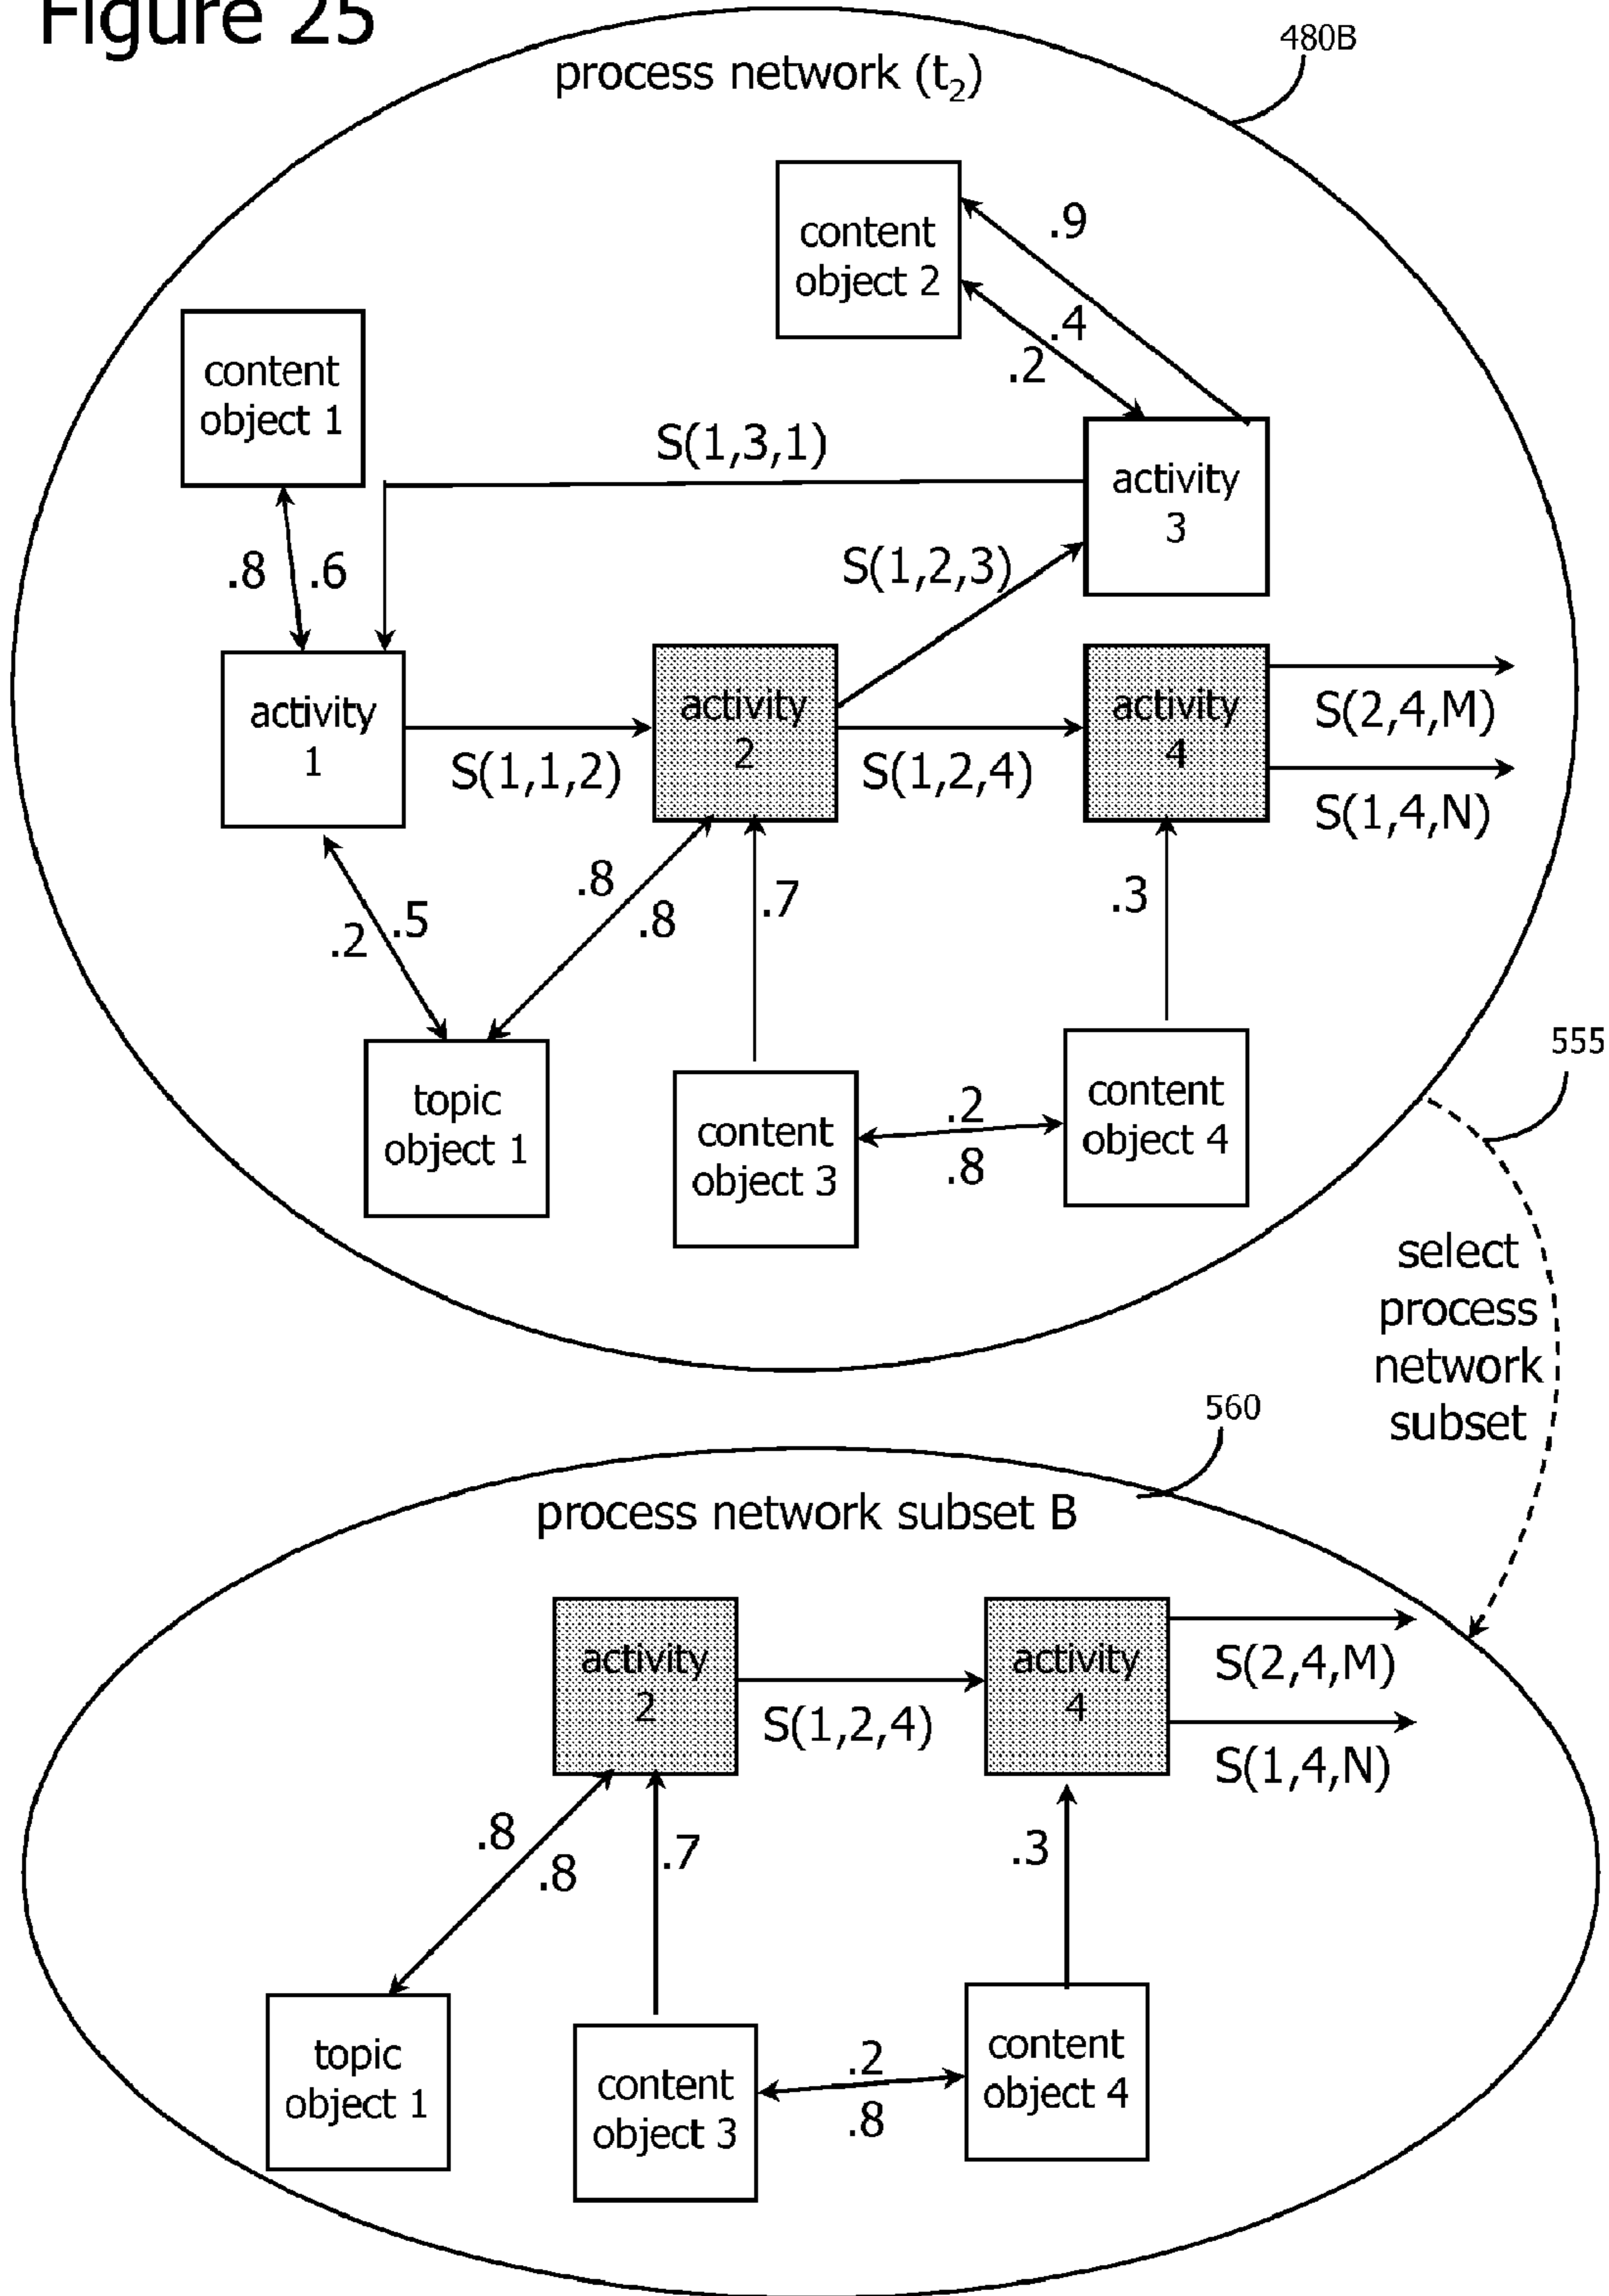 Figure 25
480B
process network (t2)
content
object 2
.9
.4
.2
content
object 1
S(1,3,1)
activity
3
.8
.6
S(1,2,3)
activity
1
S(1,1,2)
activity
2
S(1,2,4)
activity
4
S(2,4,M)
S(1,4,N)
.2
.5
.8
.8
.7
.3
topic
object 1
content
object 3
.2
.8
content
object 4
555
select
process
network
subset
560
process network subset B
activity
2
S(1,2,4)
activity
4
S(2,4,M)
S(1,4,N)
.8
.8
.7
.3
topic
object 1
content
object 3
.2
.8
content
object 4